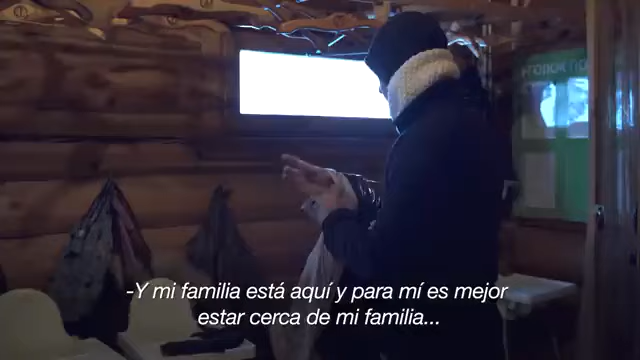 -Y mi familia está aquí y para mí es mejor
estar cerca de mi familia...